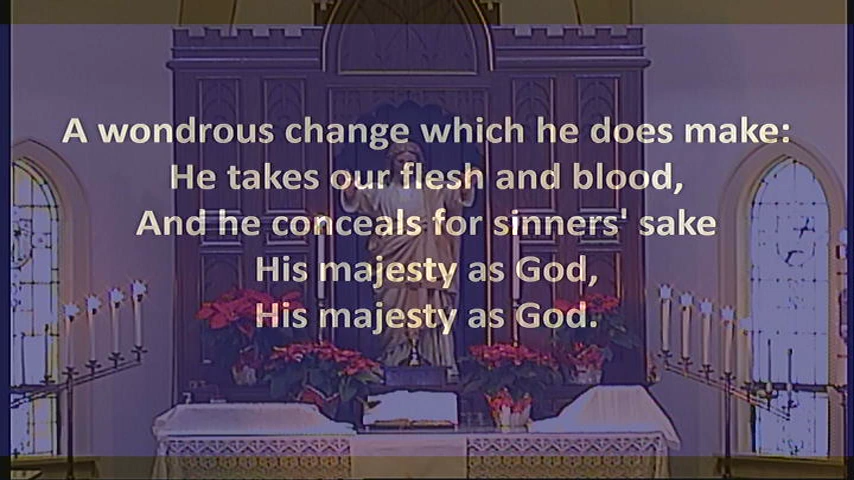 A wondrous change which he does make:
He takes our flesh and blood,
And he conceals for sinners' sake
His majesty as God,
His majesty as God.